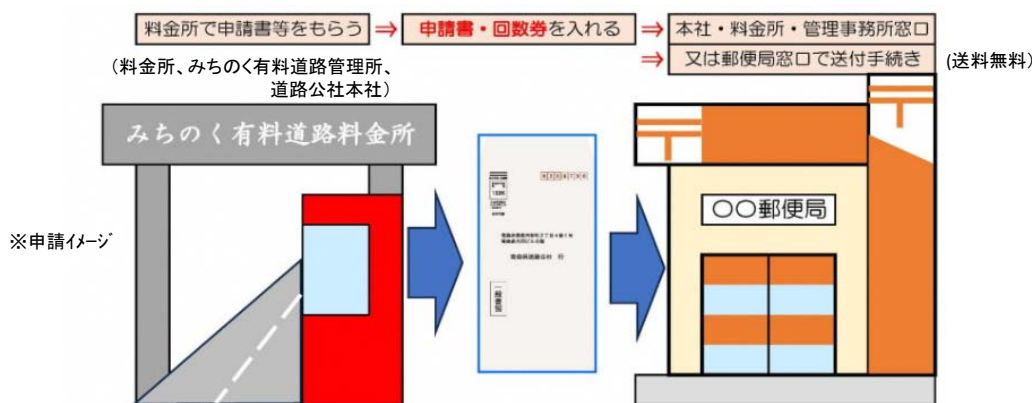 料金所で申請書等をもらう ⇒ 申請書・回数券を入れる ⇒ 本社・料金所・管理事務所窓口
⇒ 又は郵便局窓口で送付手続き (送料無料)
（料金所、みちのく有料道路管理所、
道路公社本社）
みちのく有料道路料金所
※申請イメージ
一般書留
〇〇郵便局